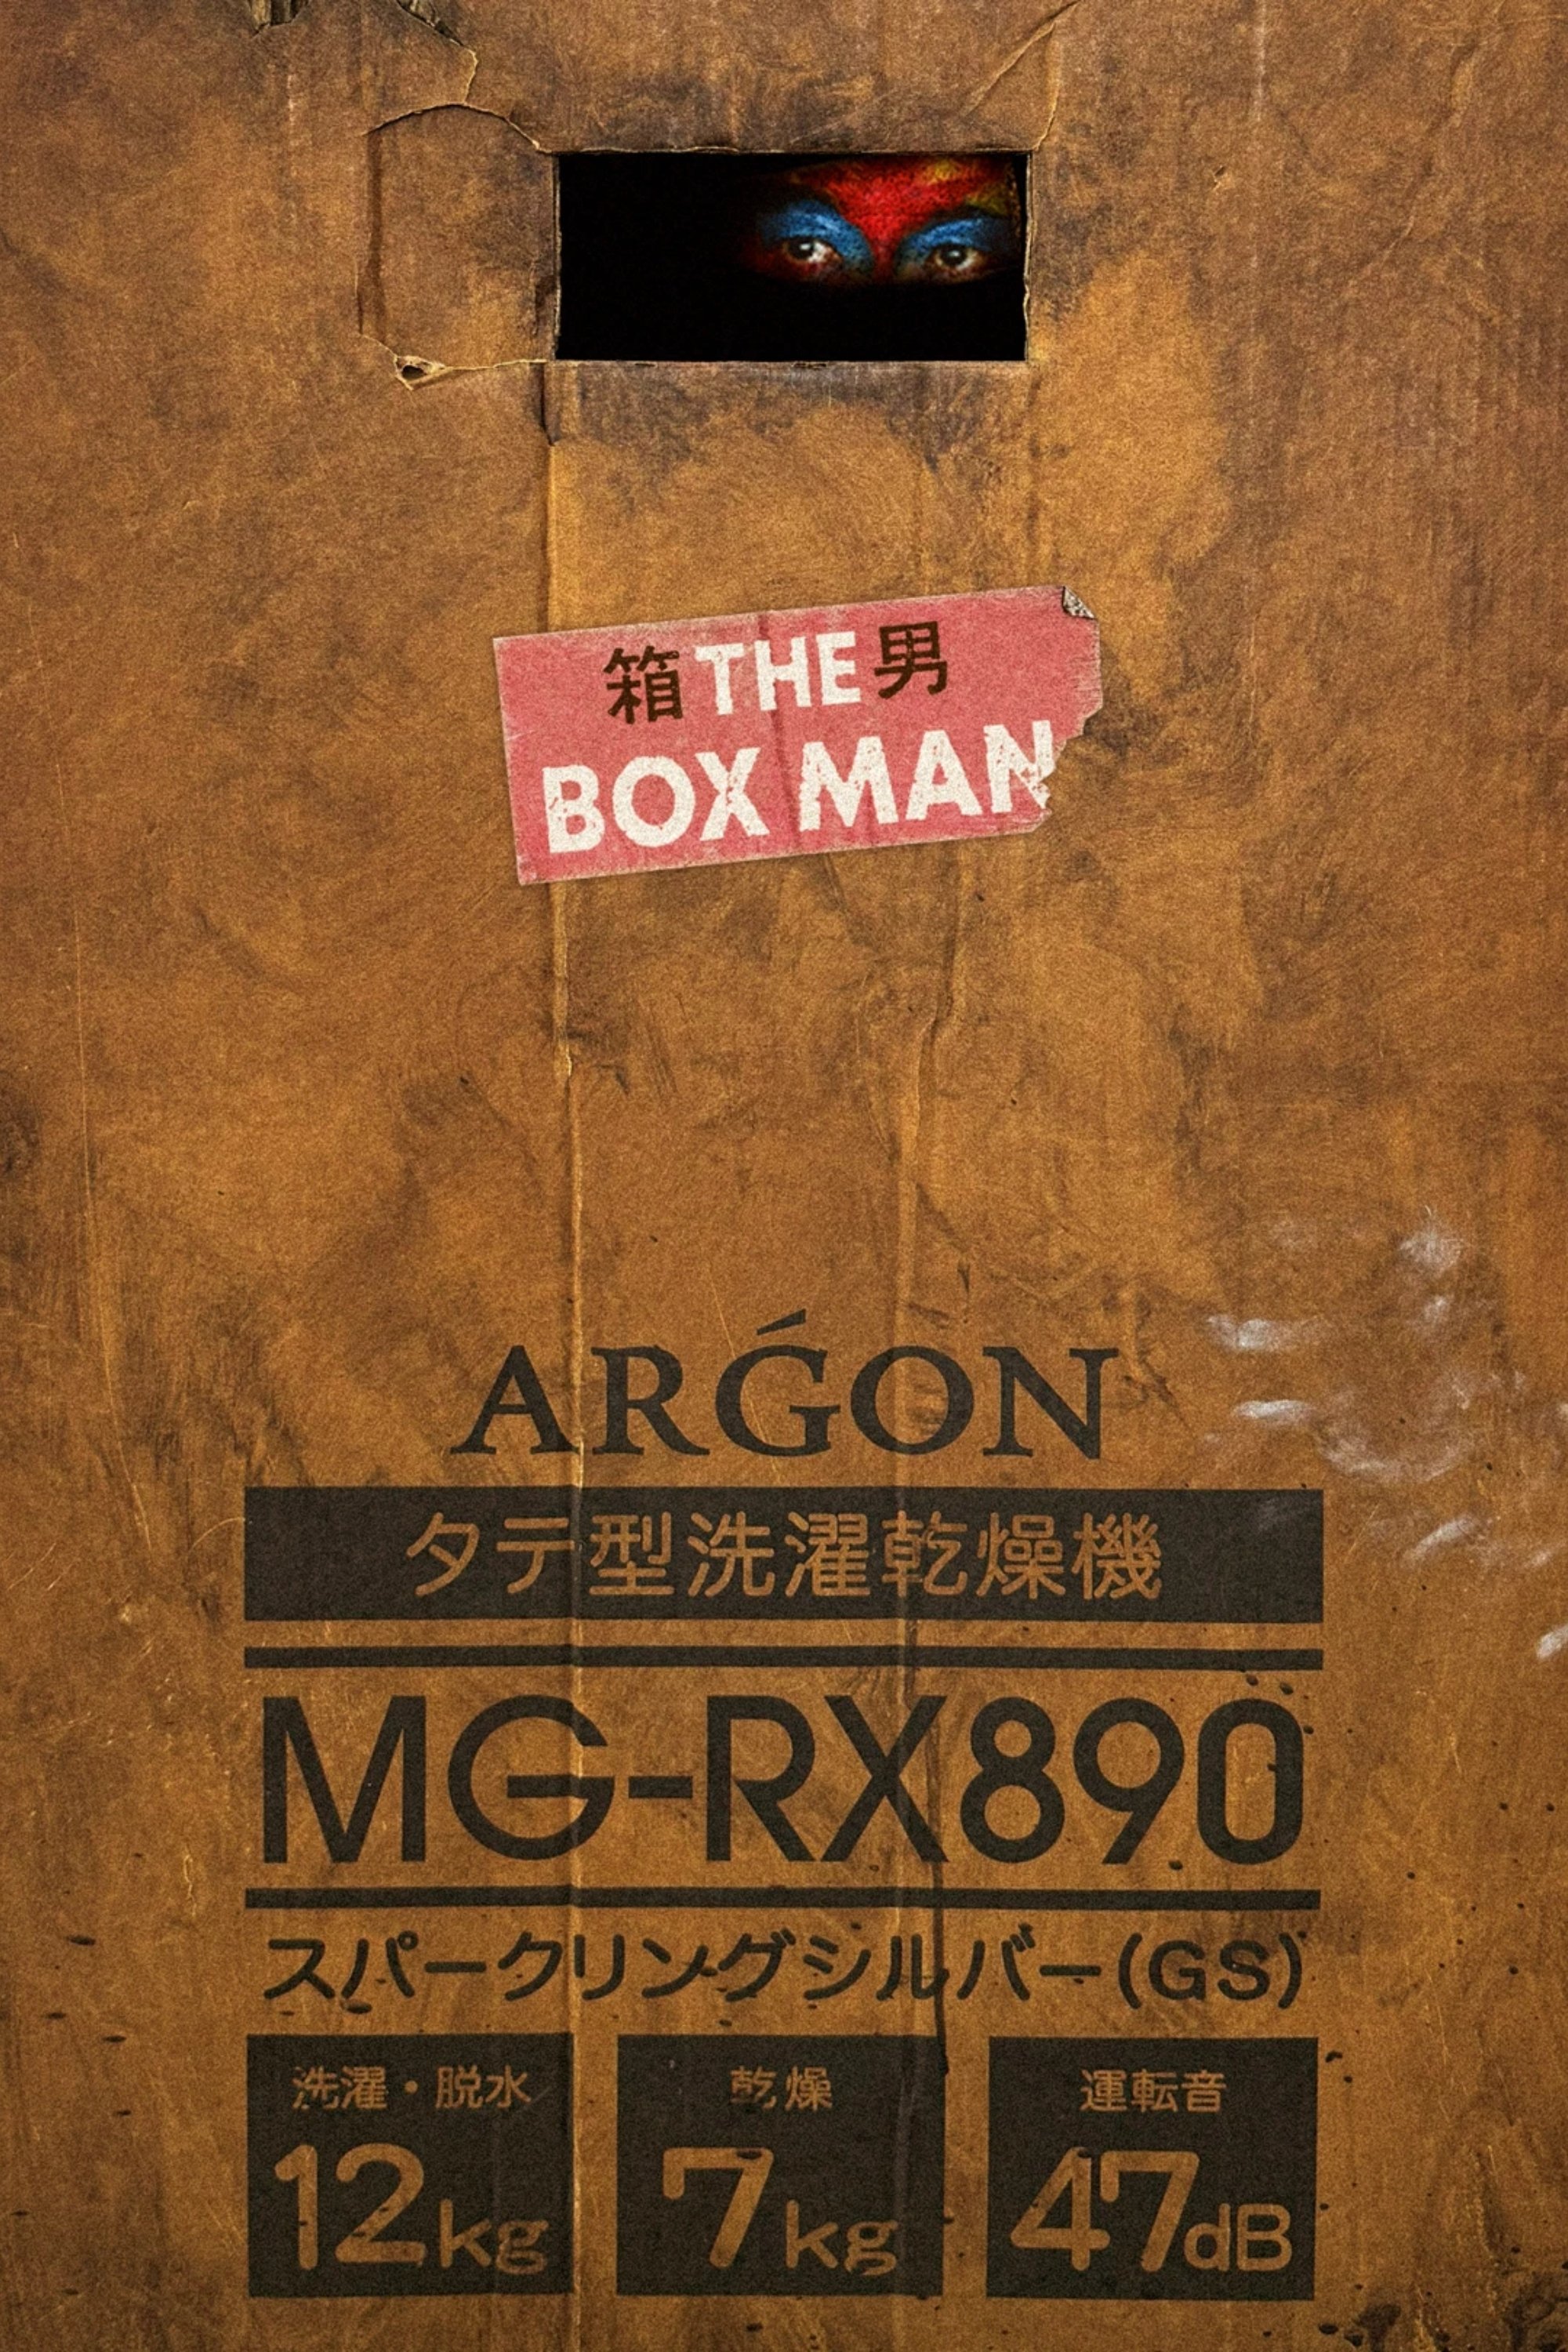 箱 THE 男
BOX MAN
ARǴON
タテ型洗濯乾燥機
MG-RX890
スパークリングシルバー(GS)
洗濯・脱水
12kg
乾燥
7kg
運転音
47dB